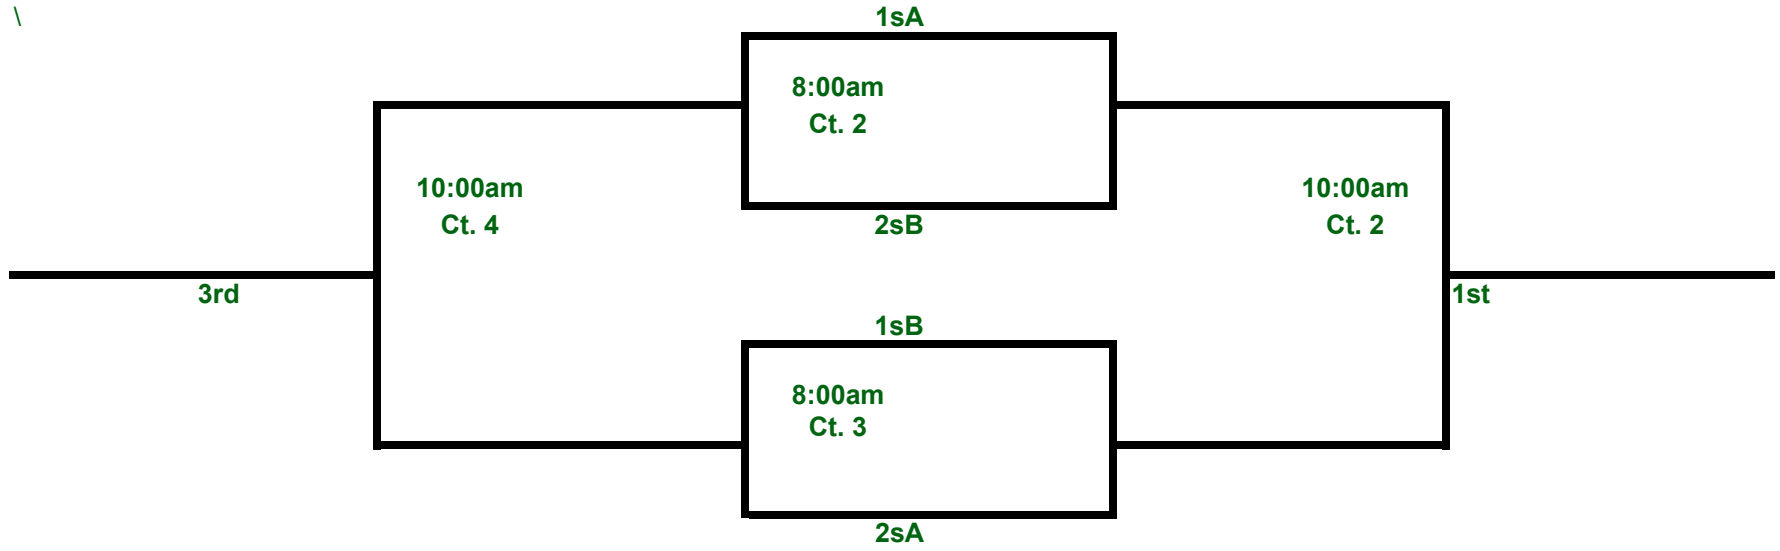 \
1sA
8:00am
Ct. 2
10:00am
Ct. 4
10:00am
Ct. 2
2sB
3rd
1st
1sB
8:00am
Ct. 3
2sA